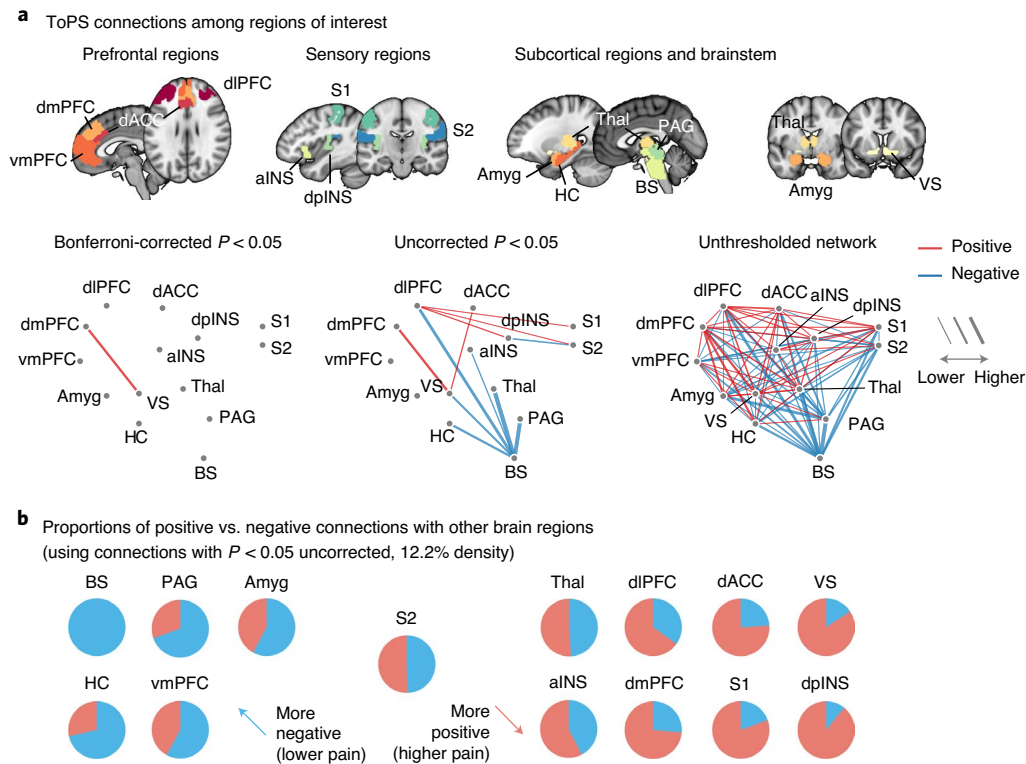 a ToPS connections among regions of interest
Prefrontal regions
Sensory regions
Subcortical regions and brainstem
dmPFC
dACC
dlPFC
vmPFC
S1
S2
aINS
dpINS
Thal
PAG
Amyg
HC
BS
Thal
Amyg
VS
Bonferroni-corrected P < 0.05
dlPFC
dACC
dmPFC
dpINS
S1
S2
vmPFC
aINS
Amyg
VS
Thal
HC
PAG
BS
Uncorrected P < 0.05
dlPFC
dACC
dmPFC
dpINS
S1
S2
vmPFC
aINS
Amyg
VS
Thal
HC
PAG
BS
Unthresholded network
dlPFC
dACC
aINS
dpINS
dmPFC
S1
S2
vmPFC
Amyg
Thal
VS
HC
PAG
BS
Positive
Negative
Lower Higher
b Proportions of positive vs. negative connections with other brain regions
(using connections with P < 0.05 uncorrected, 12.2% density)
BS
PAG
Amyg
HC
vmPFC
More
negative
(lower pain)
S2
More
positive
(higher pain)
Thal
dlPFC
dACC
VS
aINS
dmPFC
S1
dpINS